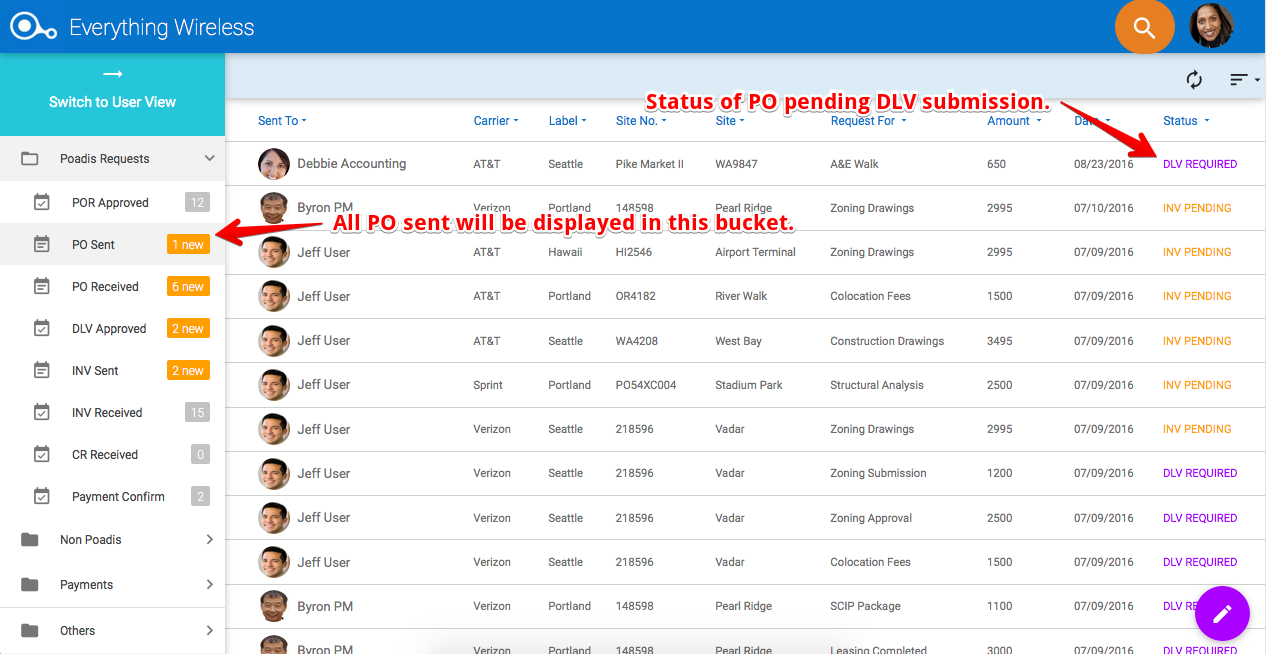 Everything Wireless
Switch to User View
Status of PO pending DLV submission.
Sent To Carrier Label Site No. Site Request For Amount Date Status
Poadis Requests
POR Approved 12
PO Sent 1 new
PO Received 6 new
DLV Approved 2 new
INV Sent 2 new
INV Received 15
CR Received 0
Payment Confirm 2
Non Poadis
Payments
Others
Debbie Accounting AT&T Seattle Pike Market II WA9847 A&E Walk 650 08/23/2016 DLV REQUIRED
Byron PM Verizon Portland 148598 Pearl Ridge Zoning Drawings 2995 07/10/2016 INV PENDING
All PO sent will be displayed in this bucket.
Jeff User AT&T Hawaii HI2546 Airport Terminal Zoning Drawings 2995 07/09/2016 INV PENDING
Jeff User AT&T Portland OR4182 River Walk Colocation Fees 1500 07/09/2016 INV PENDING
Jeff User AT&T Seattle WA4208 West Bay Construction Drawings 3495 07/09/2016 INV PENDING
Jeff User Sprint Portland PO54XC004 Stadium Park Structural Analysis 2500 07/09/2016 INV PENDING
Jeff User Verizon Seattle 218596 Vadar Zoning Drawings 2995 07/09/2016 INV PENDING
Jeff User Verizon Seattle 218596 Vadar Zoning Submission 1200 07/09/2016 DLV REQUIRED
Jeff User Verizon Seattle 218596 Vadar Zoning Approval 2500 07/09/2016 DLV REQUIRED
Jeff User Verizon Seattle 218596 Vadar Colocation Fees 1500 07/09/2016 DLV REQUIRED
Byron PM Verizon Portland 148598 Pearl Ridge SCIP Package 1100 07/09/2016 DLV
Byron PM Verizon Portland 148598 Pearl Ridge Leasing Completed 3000 07/09/2016 DLV REQUIRED